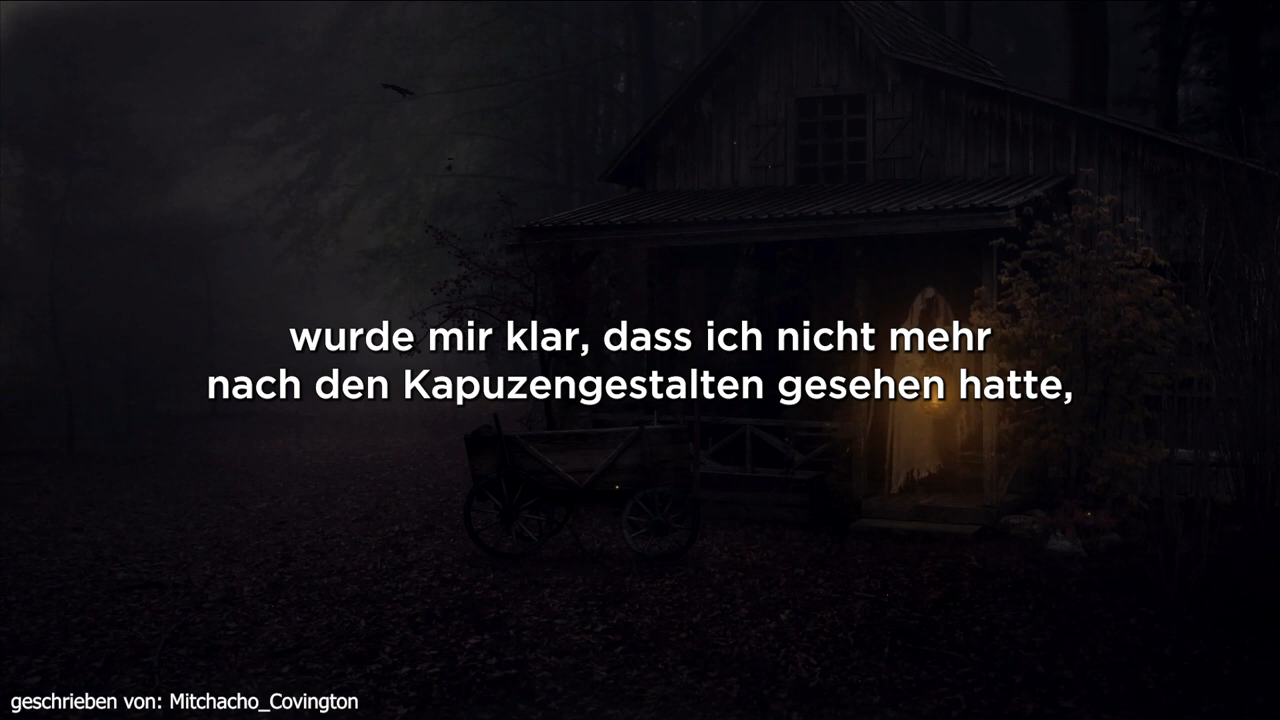 wurde mir klar, dass ich nicht mehr
nach den Kapuzengestalten gesehen hatte,
geschrieben von: Mitchacho_Covington